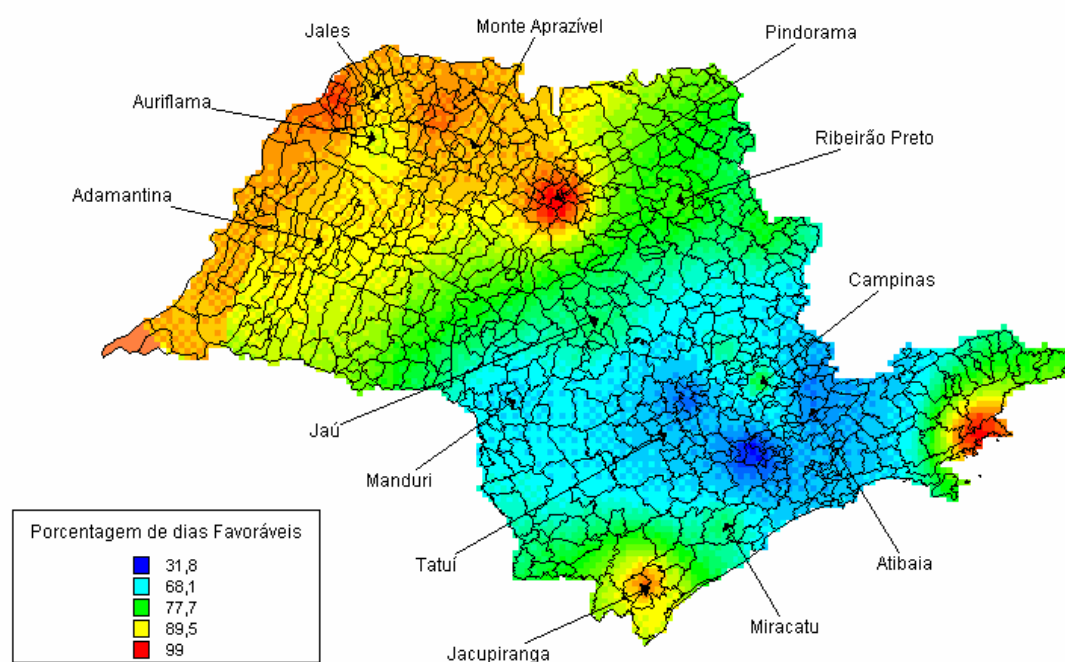 Jales
Monte Aprazível
Pindorama
Auriflama
Ribeirão Preto
Adamantina
Campinas
Jaú
Manduri
Tatuí
Atibaia
Miracatu
Jacupiranga
Porcentagem de dias Favoráveis
31,8
68,1
77,7
89,5
99